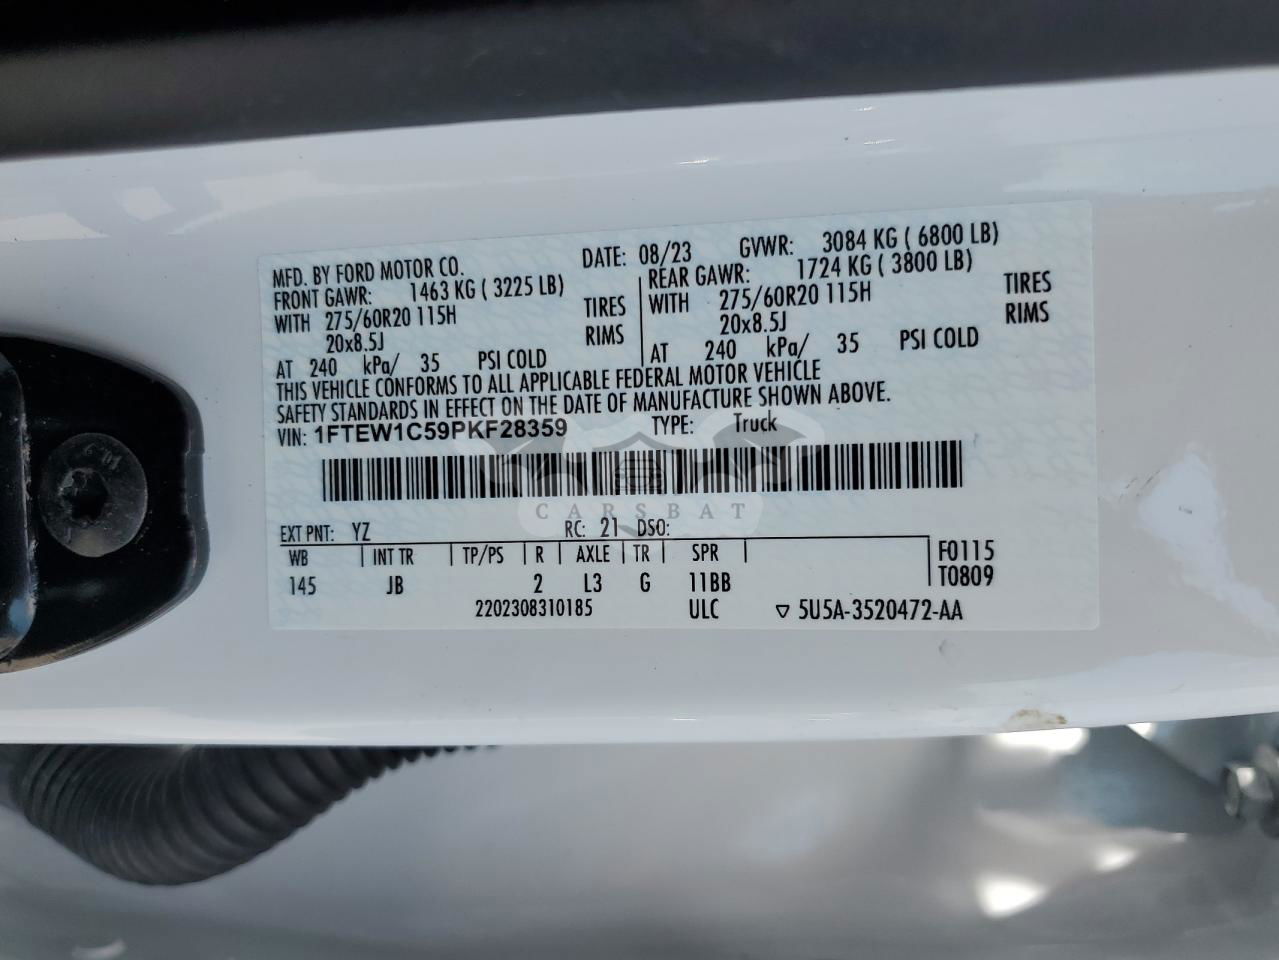 MFD. BY FORD MOTOR CO. DATE: 08/23 GVWR: 3084 KG ( 6800 LB)
FRONT GAWR: 1463 KG ( 3225 LB) REAR GAWR: 1724 KG ( 3800 LB)
WITH 275/60R20 115H TIRES WITH 275/60R20 115H TIRES
20x8.5J RIMS 20x8.5J RIMS
AT 240 kPa/ 35 PSI COLD AT 240 kPa/ 35 PSI COLD
THIS VEHICLE CONFORMS TO ALL APPLICABLE FEDERAL MOTOR VEHICLE
SAFETY STANDARDS IN EFFECT ON THE DATE OF MANUFACTURE SHOWN ABOVE.
VIN: 1FTEW1C59PKF28359 TYPE: Truck
CARSBAT
EXT PNT: YZ RC: 21 DSO:
WB INT TR TP/PS R AXLE TR SPR F0115
145 JB 2 L3 G 11BB T0809
2202308310185 ULC ▽ 5U5A-3520472-AA